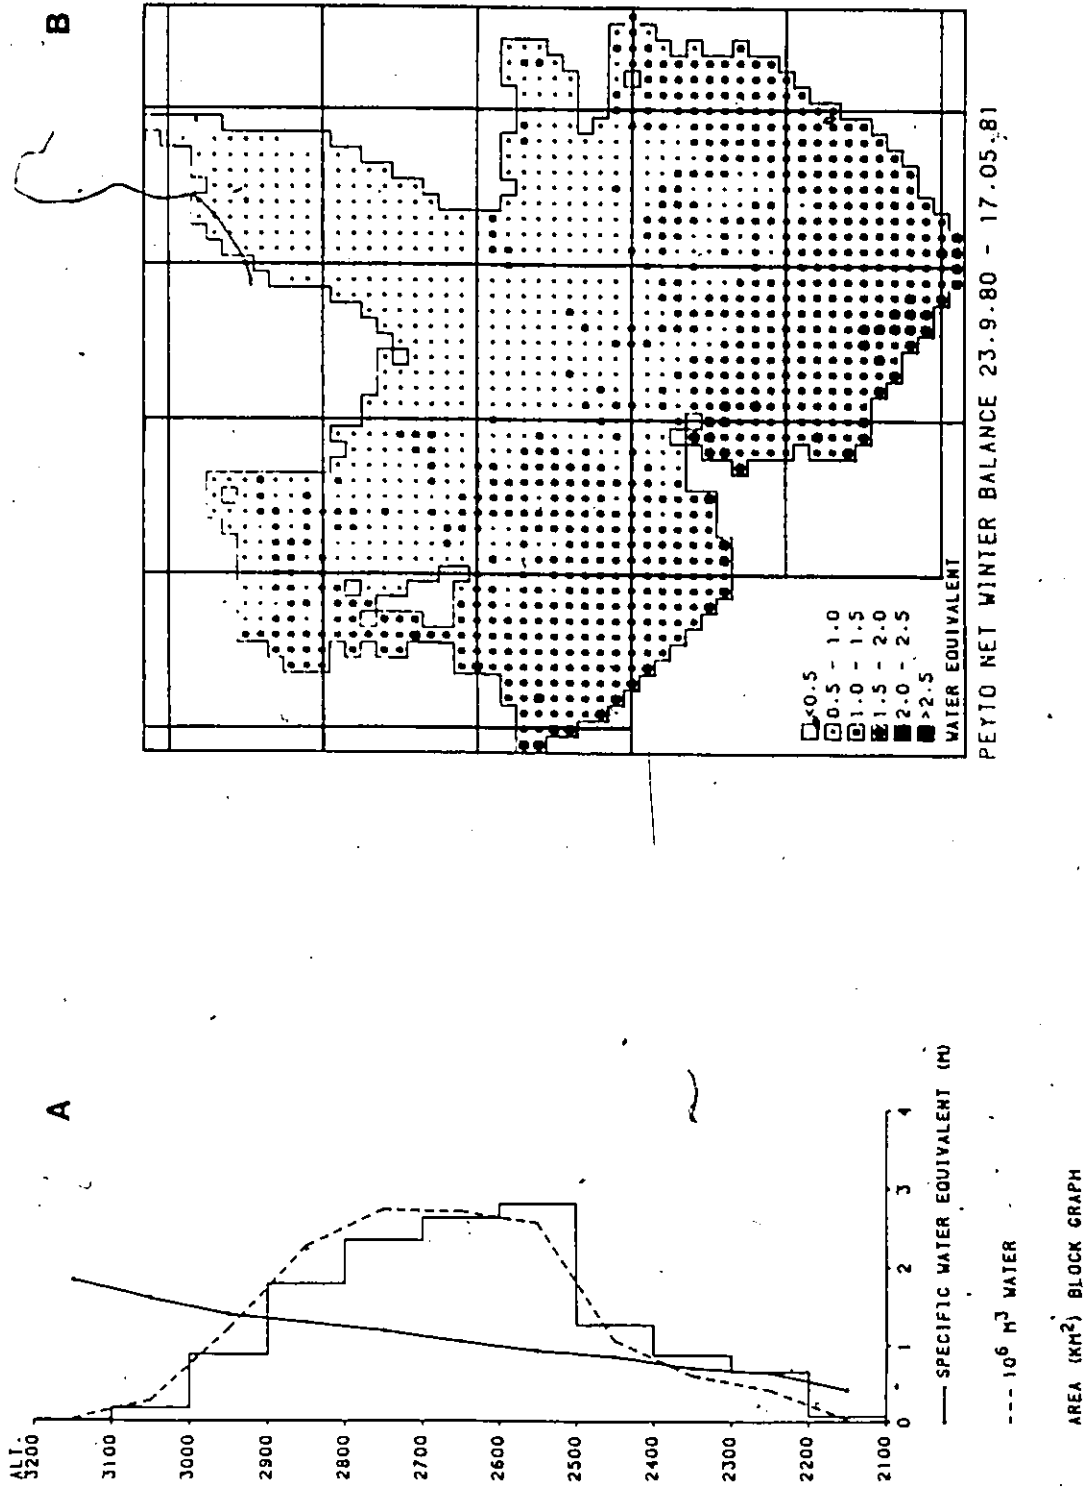 A
ALT.
3200
3100
3000
2900
2800
2700
2600
2500
2400
2300
2200
2100
0 1 2 3 4
SPECIFIC WATER EQUIVALENT (M)
--- 10⁶ M³ WATER
AREA (KM²) BLOCK GRAPH
B
<0.5
0.5 - 1.0
1.0 - 1.5
1.5 - 2.0
2.0 - 2.5
>2.5
WATER EQUIVALENT
PEYTO NET WINTER BALANCE 23.9.80 - 17.05.81